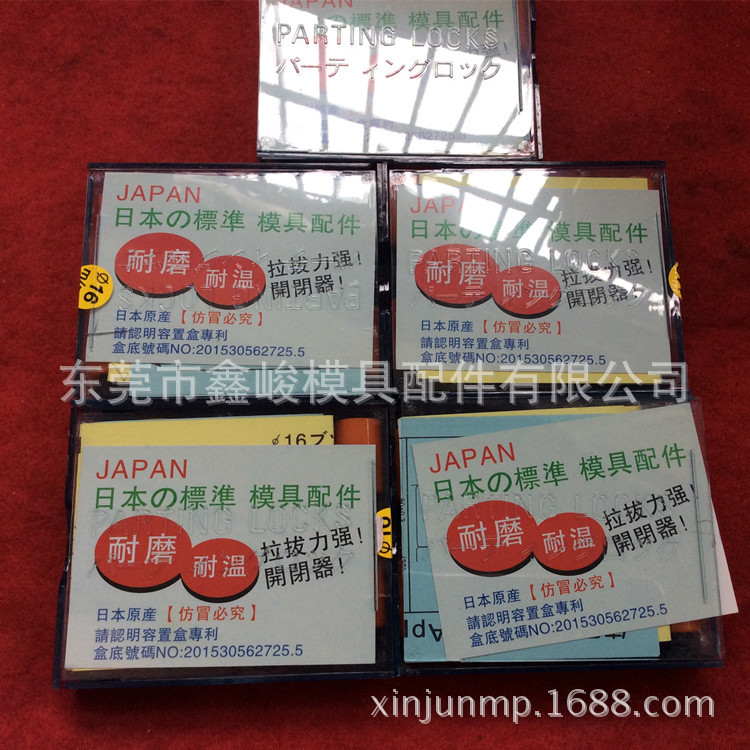 JAPAN
日本の標準 模具配件
PARTING LOCKS
パーティングロック
JAPAN
日本の標準 模具配件
耐磨
耐温
拉拔力强!
開閉器!
PARTING LOCKS
日本原産【仿冒必究】
請認明容置盒專利
盒底號碼NO:201530562725.5
ø16
JAP
日本の標準 模具配件
PARTING LOCKS
耐磨
耐温
拉拔力强!
開閉器!
日本原産【仿冒必究】
請認明容置盒專利
盒底號碼NO:201530562725.5
东莞市鑫峻模具配件有限公司
ø16
JAPAN
日本の標準 模具配件
PARTING LOCKS
耐磨
耐温
拉拔力强!
開閉器!
日本原産【仿冒必究】
請認明容置盒專利
盒底號碼NO:201530562725.5
JAPAN
日本の標準 模具配件
PARTING LOCKS
耐磨
耐温
拉拔力强!
開閉器!
日本原産【仿冒必究】
請認明容置盒專利
盒底號碼NO:201530562725.5
xinjunmp.1688.com